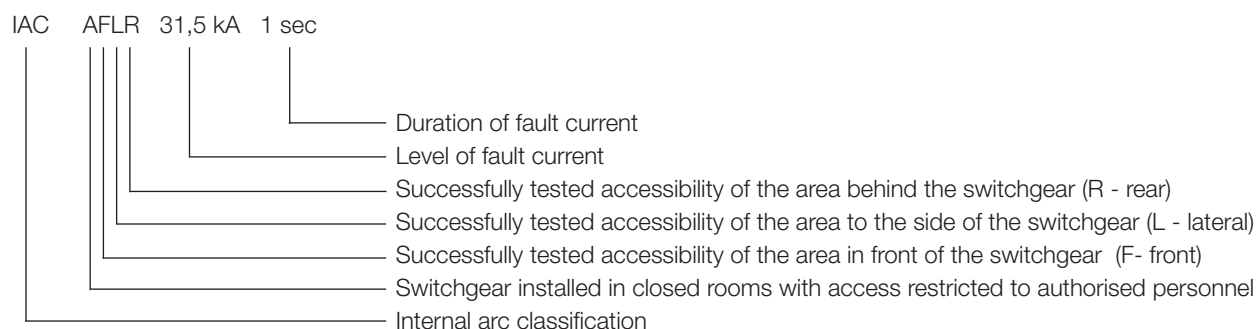 IAC AFLR 31,5 kA 1 sec
Duration of fault current
Level of fault current
Successfully tested accessibility of the area behind the switchgear (R - rear)
Successfully tested accessibility of the area to the side of the switchgear (L - lateral)
Successfully tested accessibility of the area in front of the switchgear (F- front)
Switchgear installed in closed rooms with access restricted to authorised personnel
Internal arc classification